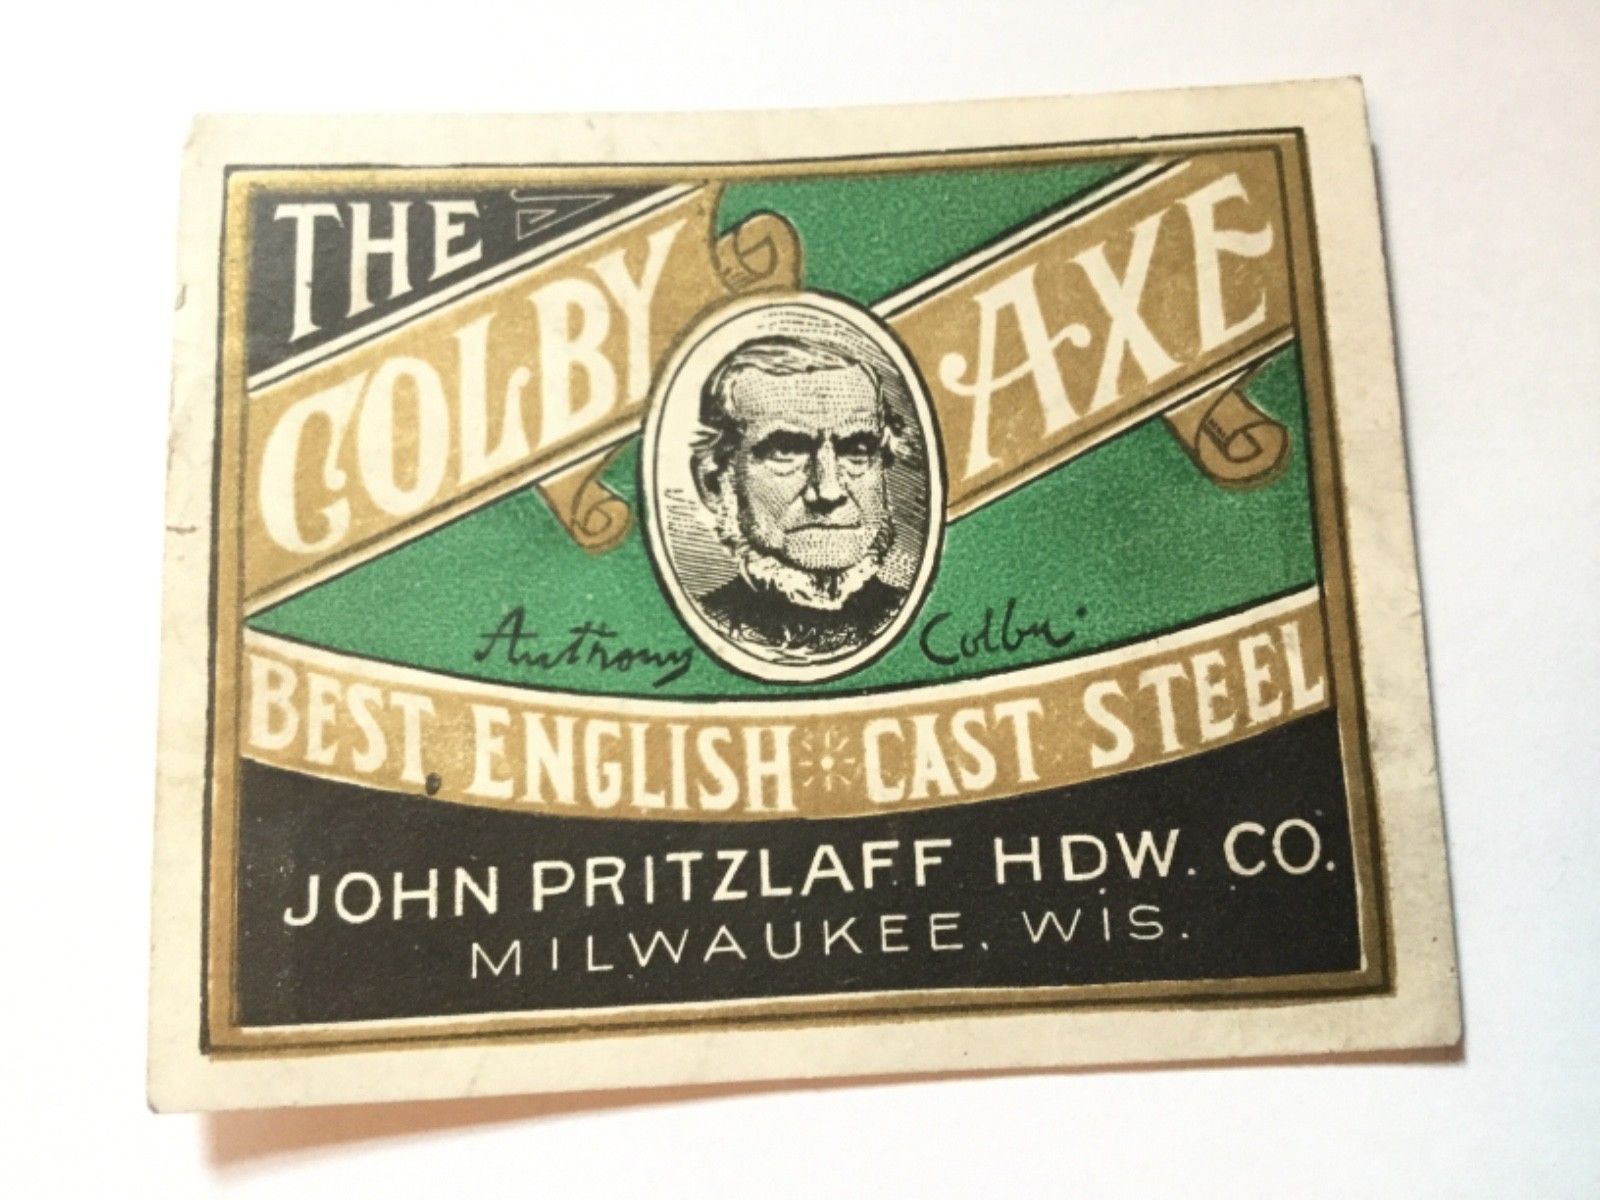 THE
COLBY AXE
Anthony Colby
BEST ENGLISH CAST STEEL
JOHN PRITZLAFF HDW. CO.
MILWAUKEE, WIS.